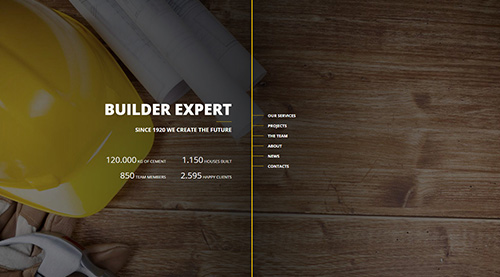 BUILDER EXPERT
SINCE 1920 WE CREATE THE FUTURE
120.000 KG OF CEMENT 1.150 HOUSES BUILT
850 TEAM MEMBERS 2.595 HAPPY CLIENTS
OUR SERVICES
PROJECTS
THE TEAM
ABOUT
NEWS
CONTACTS